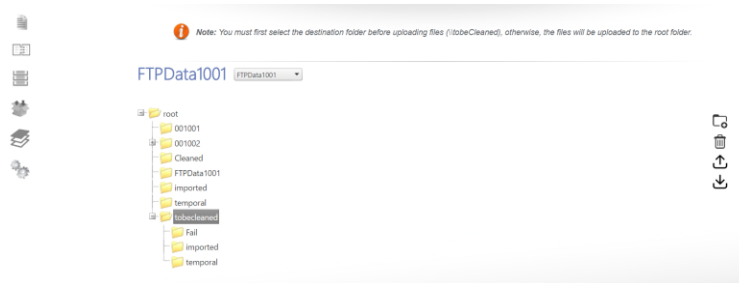 Note: You must first select the destination folder before uploading files (\tobeCleaned), otherwise, the files will be uploaded to the root folder.
FTPData1001 FTPData1001
root
001001
001002
Cleaned
FTPData1001
imported
temporal
tobecleaned
Fail
imported
temporal